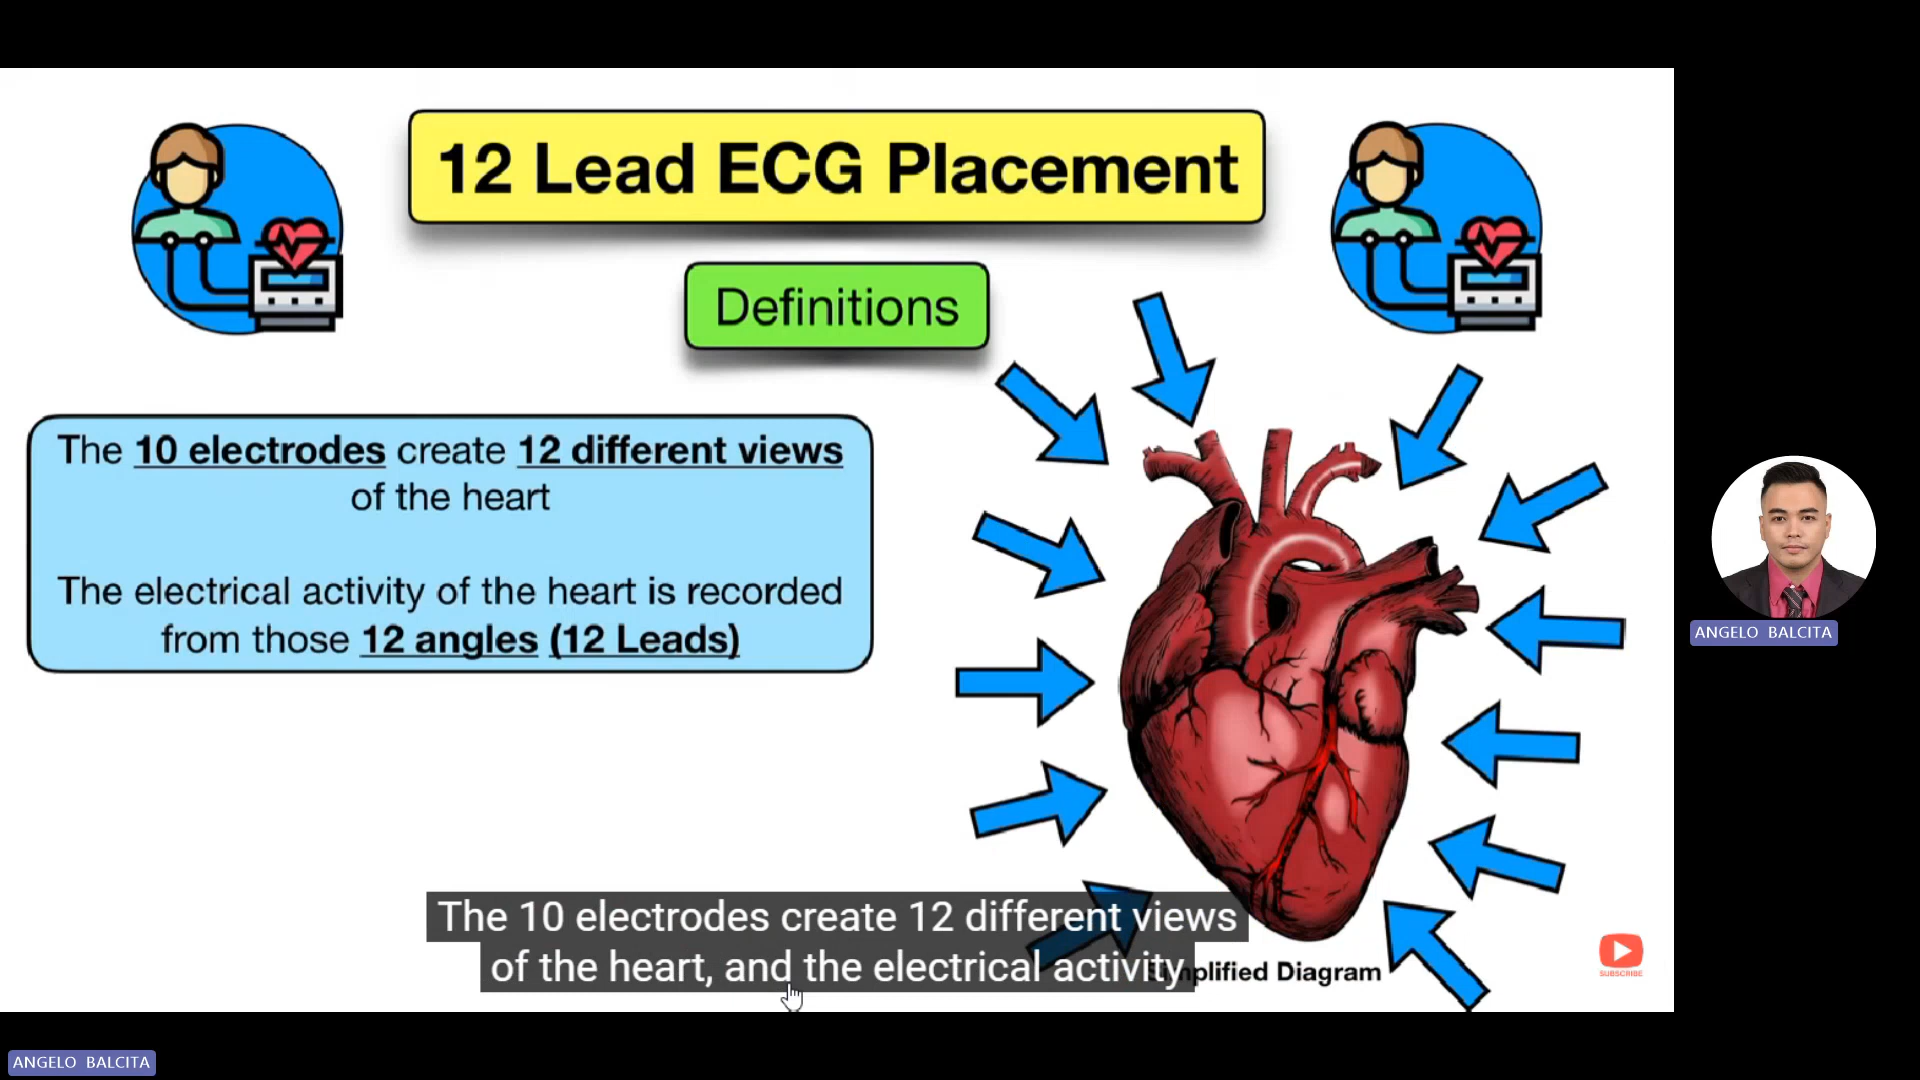 12 Lead ECG Placement
Definitions
The 10 electrodes create 12 different views
of the heart
The electrical activity of the heart is recorded
from those 12 angles (12 Leads)
The 10 electrodes create 12 different views
of the heart, and the electrical activity
Diagram
SUBSCRIBE
ANGELO BALCITA
ANGELO BALCITA